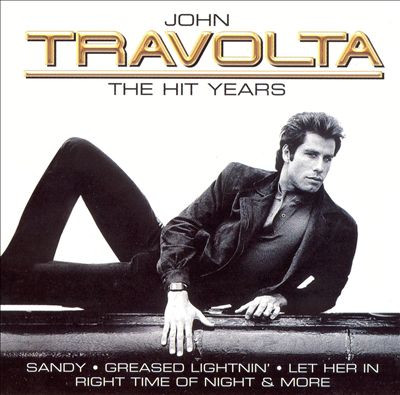 JOHN
TRAVOLTA
THE HIT YEARS
SANDY • GREASED LIGHTNIN' • LET HER IN
RIGHT TIME OF NIGHT & MORE